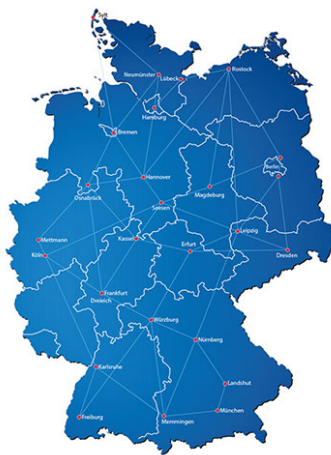 Sylt
Neumünster
Lübeck
Rostock
Hamburg
Bremen
Hannover
Berlin
Osnabrück
Magdeburg
Seesen
Mettmann
Kassel
Leipzig
Köln
Erfurt
Dresden
Frankfurt
Dreieich
Würzburg
Nürnberg
Karlsruhe
Landshut
Freiburg
Memmingen
München